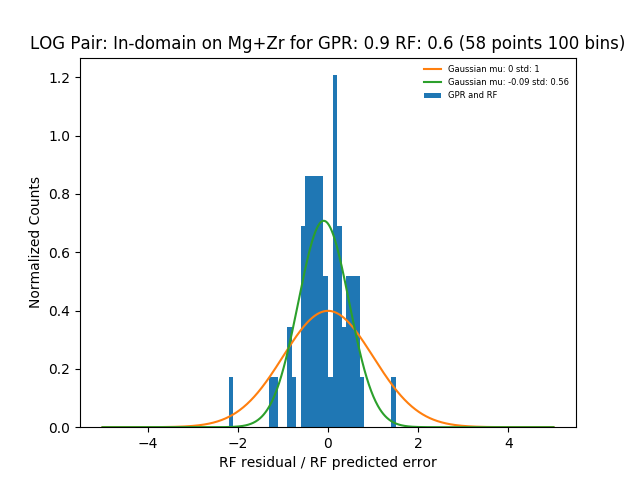 LOG Pair: In-domain on Mg+Zr for GPR: 0.9 RF: 0.6 (58 points 100 bins)
Gaussian mu: 0 std: 1
Gaussian mu: -0.09 std: 0.56
GPR and RF
Normalized Counts
1.2
1.0
0.8
0.6
0.4
0.2
0.0
−4
−2
0
2
4
RF residual / RF predicted error